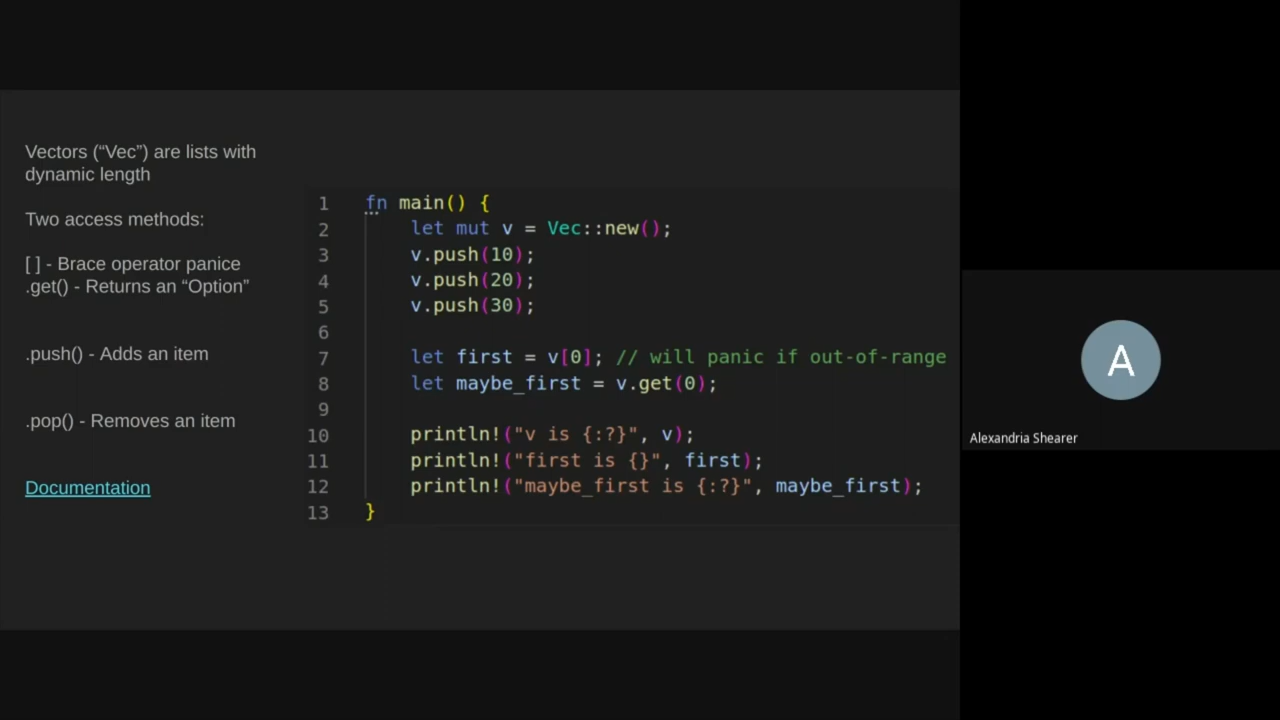 Vectors (“Vec”) are lists with
dynamic length
Two access methods:
[ ] - Brace operator panice
.get() - Returns an “Option”
.push() - Adds an item
.pop() - Removes an item
Documentation
1 fn main() {
2     let mut v = Vec::new();
3     v.push(10);
4     v.push(20);
5     v.push(30);
6
7     let first = v[0]; // will panic if out-of-range
8     let maybe_first = v.get(0);
9
10     println!("v is {:?}", v);
11     println!("first is {}", first);
12     println!("maybe_first is {:?}", maybe_first);
13 }
A
Alexandria Shearer